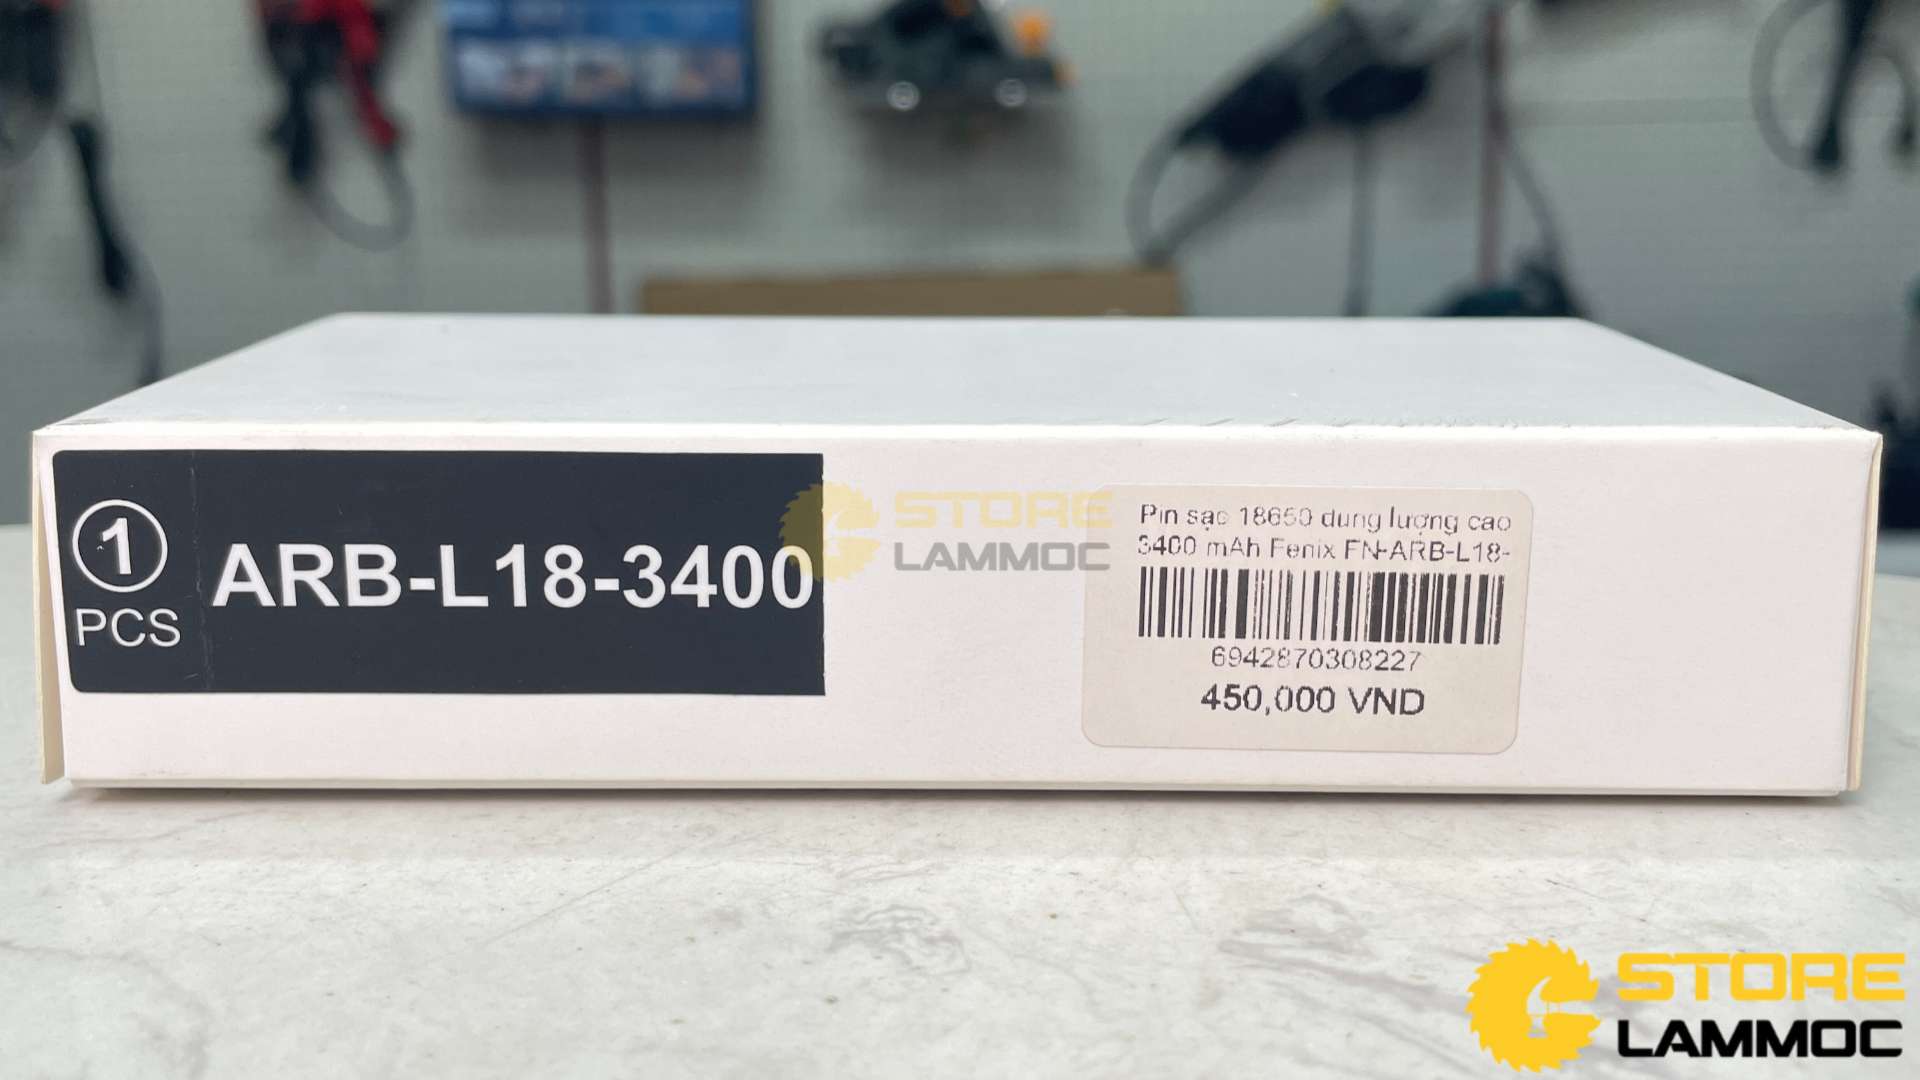 1
PCS
ARB-L18-3400
STORE
LAMMOC
Pin sạc 18650 dung lượng cao
3400 mAh Fenix FN-ARB-L18-
6942870308227
450,000 VND
STORE
LAMMOC